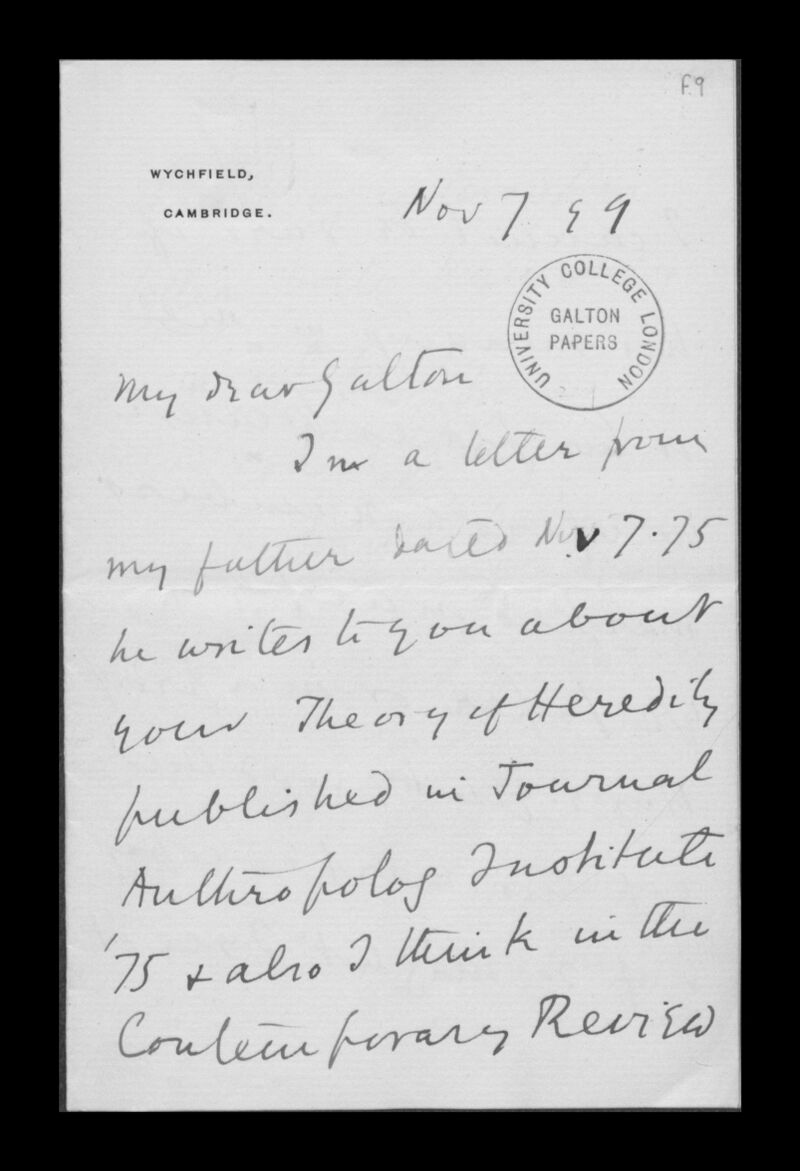 F9
WYCHFIELD,
CAMBRIDGE.
Nov 7 99
UNIVERSITY COLLEGE LONDON
GALTON
PAPERS
My dear Galton
In a letter from
my father dated Nov 7.75
he writes to you about
your Theory of Heredity
published in Journal
Anthropolog Institute
'75 & also I think in the
Contemporary Review